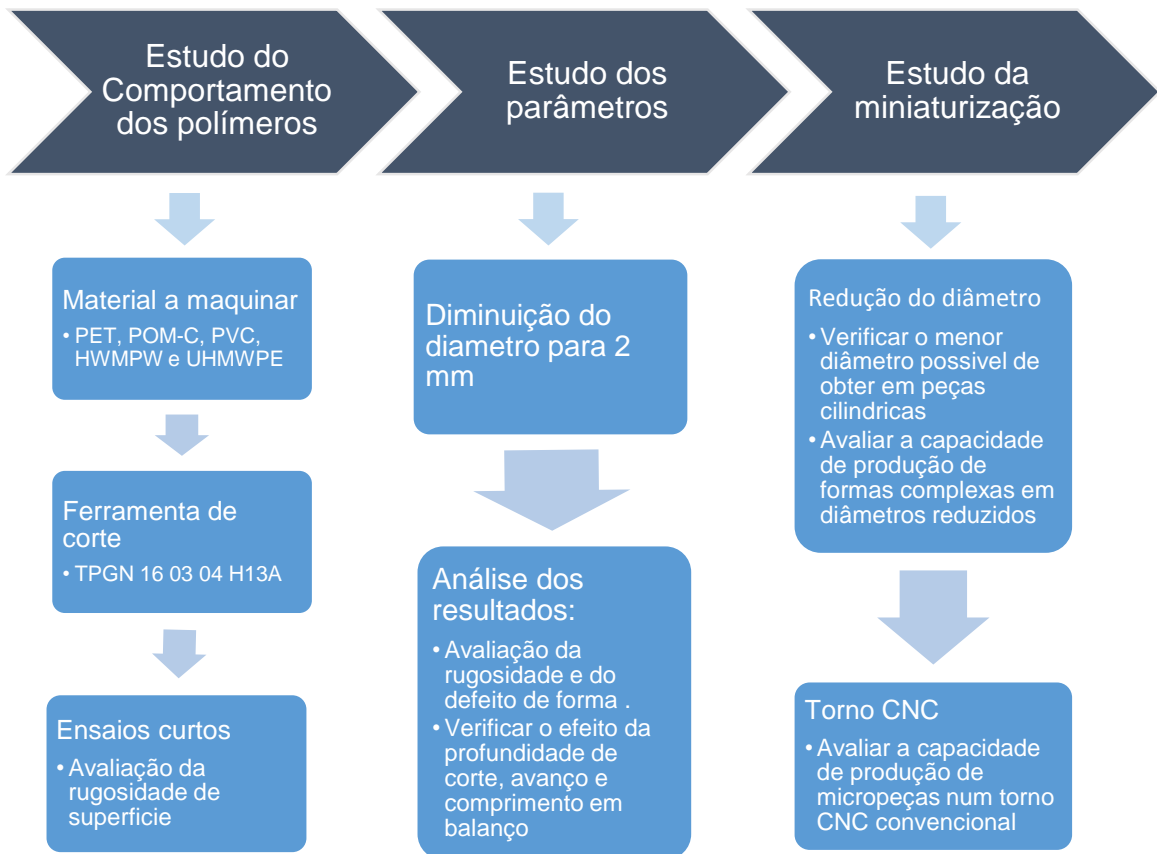 Estudo do
Comportamento
dos polímeros
Estudo dos
parâmetros
Estudo da
miniaturização
Material a maquinar
• PET, POM-C, PVC,
HWMPW e UHMWPE
Ferramenta de
corte
• TPGN 16 03 04 H13A
Ensaios curtos
• Avaliação da
rugosidade de
superficie
Diminuição do
diametro para 2
mm
Análise dos
resultados:
• Avaliação da
rugosidade e do
defeito de forma .
• Verificar o efeito da
profundidade de
corte, avanço e
comprimento em
balanço
Redução do diâmetro
• Verificar o menor
diâmetro possivel de
obter em peças
cilindricas
• Avaliar a capacidade
de produção de
formas complexas em
diâmetros reduzidos
Torno CNC
• Avaliar a capacidade
de produção de
micropeças num torno
CNC convencional